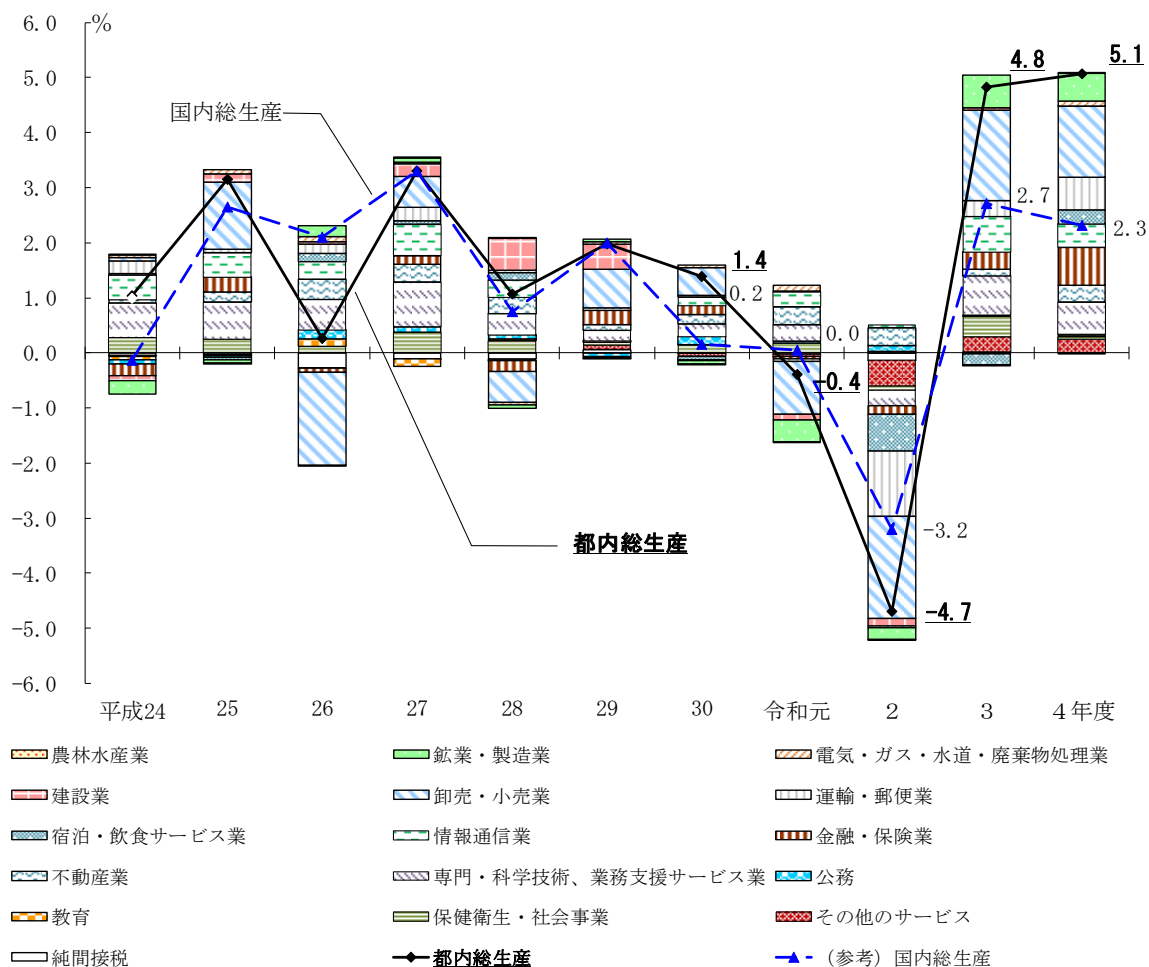 6.0 %
5.0
4.0
3.0
2.0
1.0
0.0
-1.0
-2.0
-3.0
-4.0
-5.0
-6.0
国内総生産
都内総生産
1.4
0.2
0.0
-0.4
-3.2
-4.7
4.8
2.7
5.1
2.3
平成24 25 26 27 28 29 30 令和元 2 3 4年度
農林水産業 鉱業・製造業 電気・ガス・水道・廃棄物処理業
建設業 卸売・小売業 運輸・郵便業
宿泊・飲食サービス業 情報通信業 金融・保険業
不動産業 専門・科学技術、業務支援サービス業 公務
教育 保健衛生・社会事業 その他のサービス
純間接税 都内総生産 (参考）国内総生産